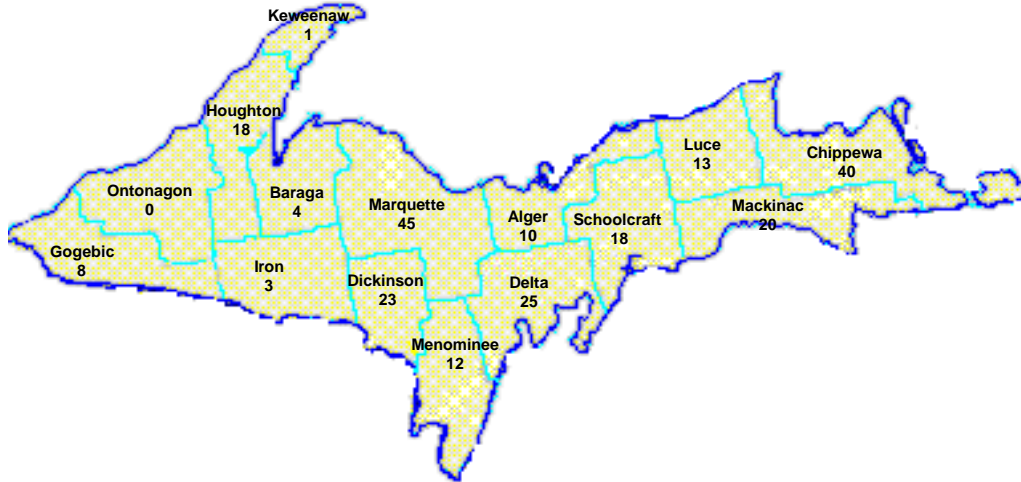 Keweenaw
1
Houghton
18
Luce
13
Chippewa
40
Ontonagon
0
Baraga
4
Marquette
45
Alger
10
Schoolcraft
18
Mackinac
20
Gogebic
8
Iron
3
Dickinson
23
Delta
25
Menominee
12